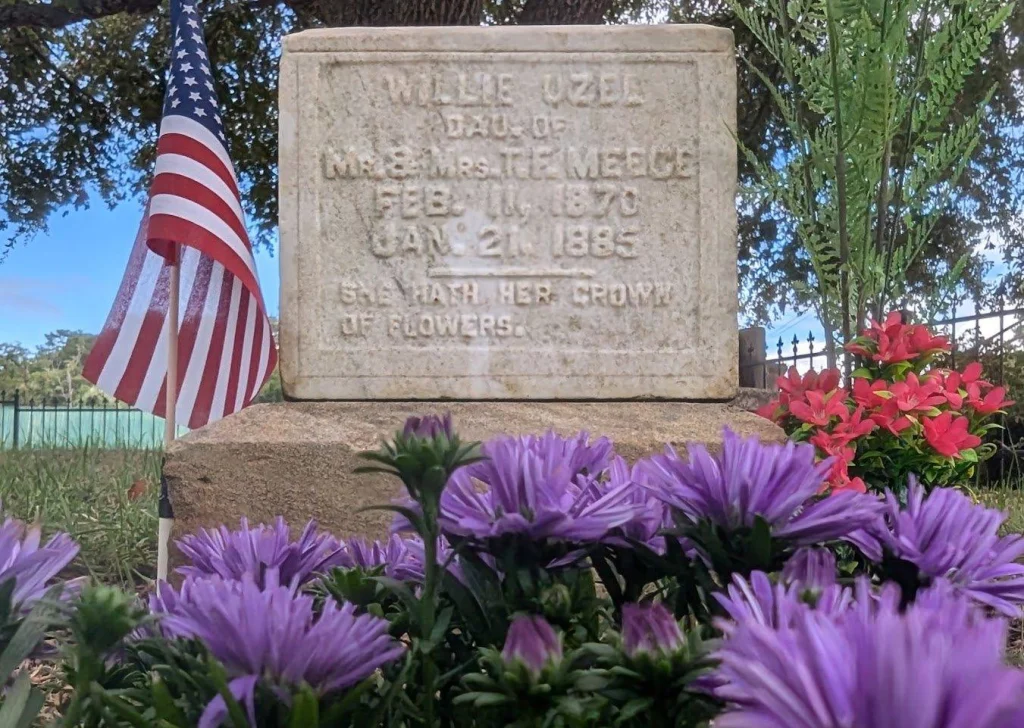 WILLIE UZEL
DAU. OF
MR. & MRS. T. F. MEECE
FEB. 11, 1870
JAN. 21, 1885
SHE HATH HER CROWN
OF FLOWERS.